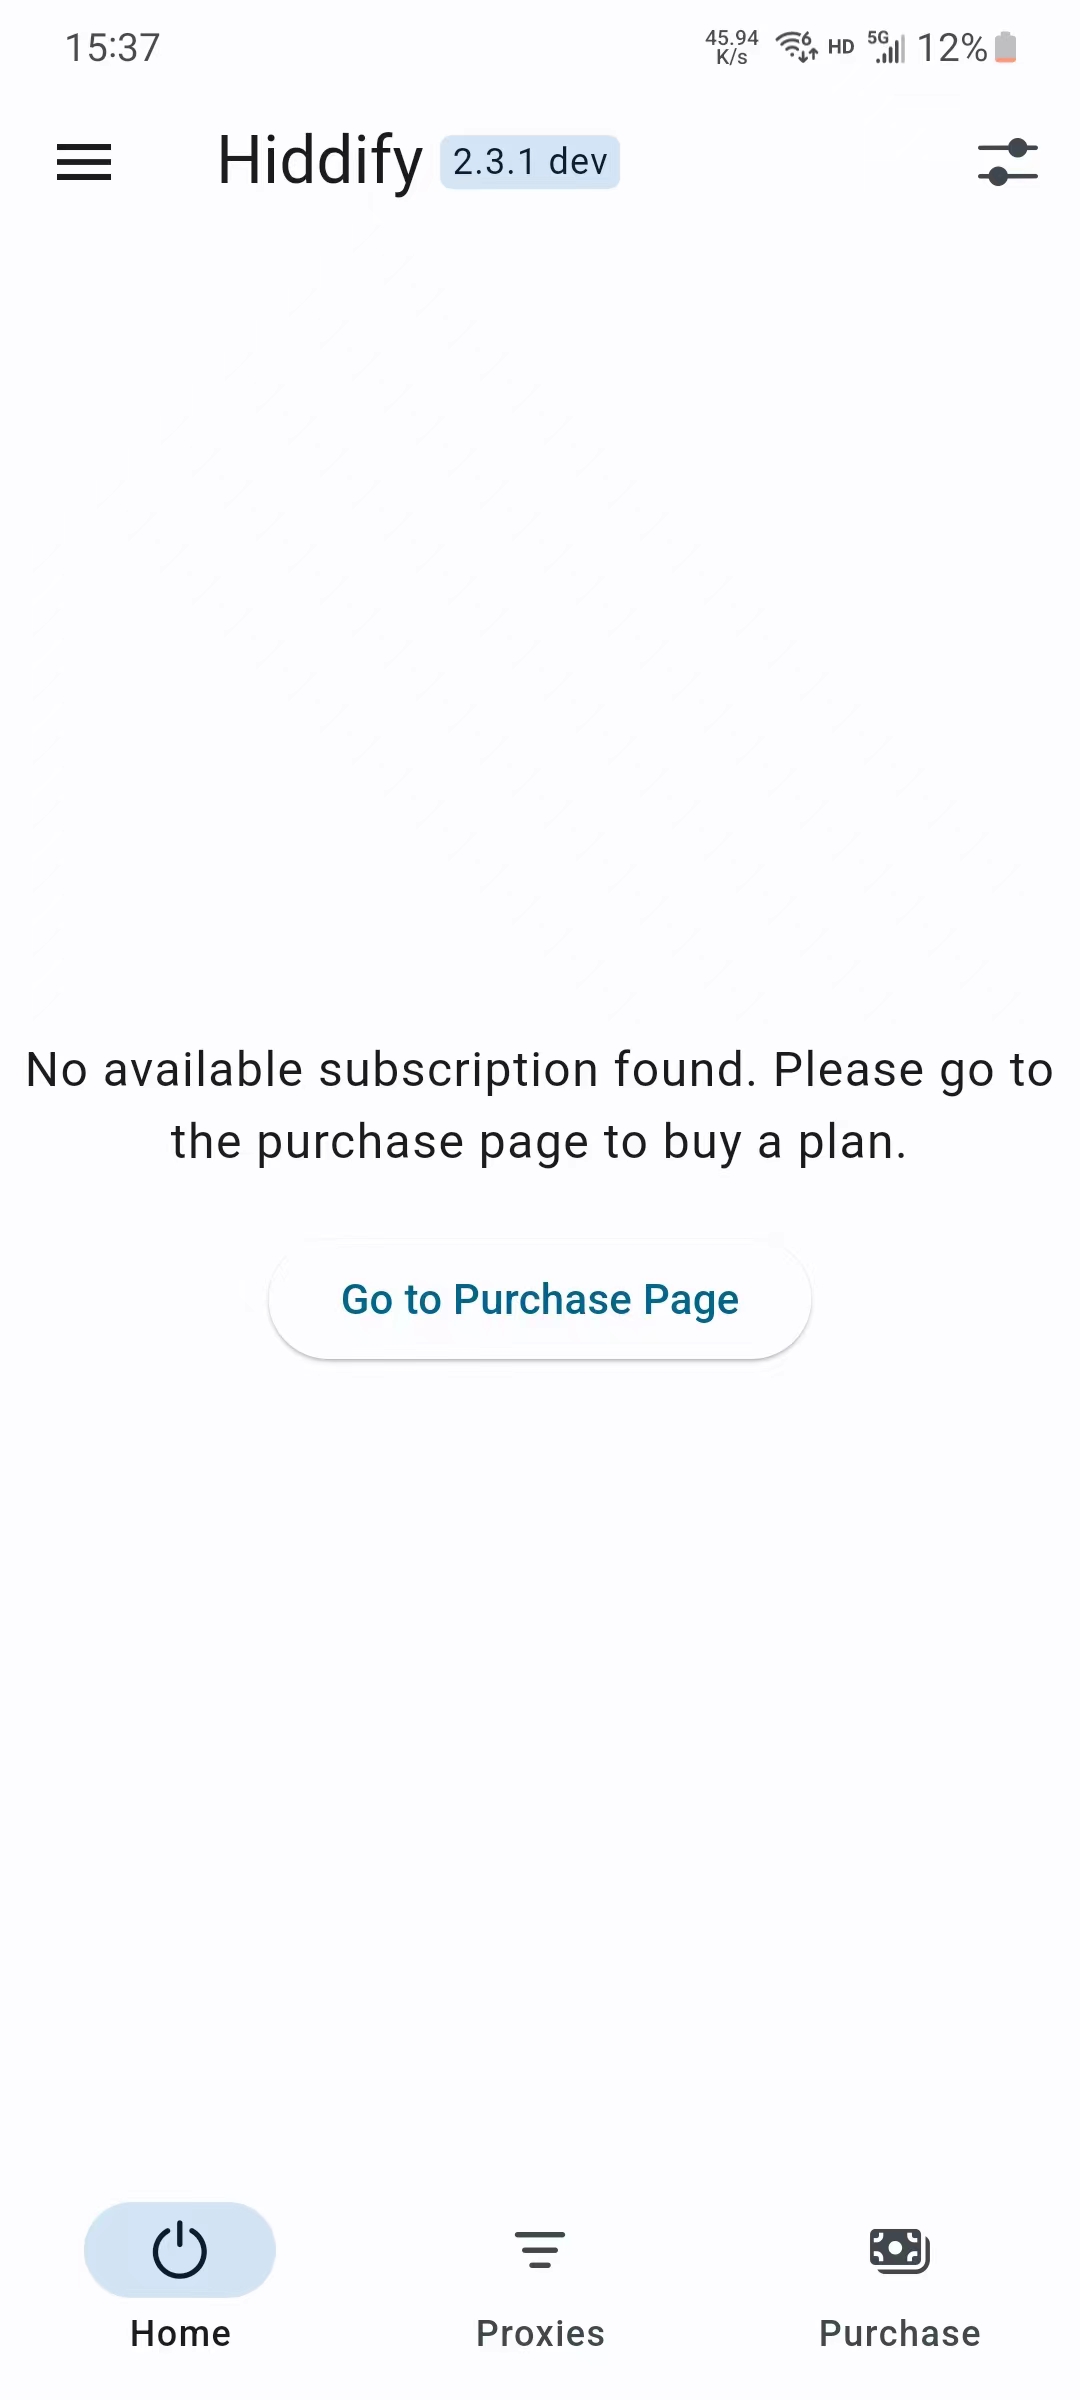 15:37
45.94
K/s
6
HD
5G
12%
Hiddify
2.3.1 dev
No available subscription found. Please go to
the purchase page to buy a plan.
Go to Purchase Page
Home
Proxies
Purchase